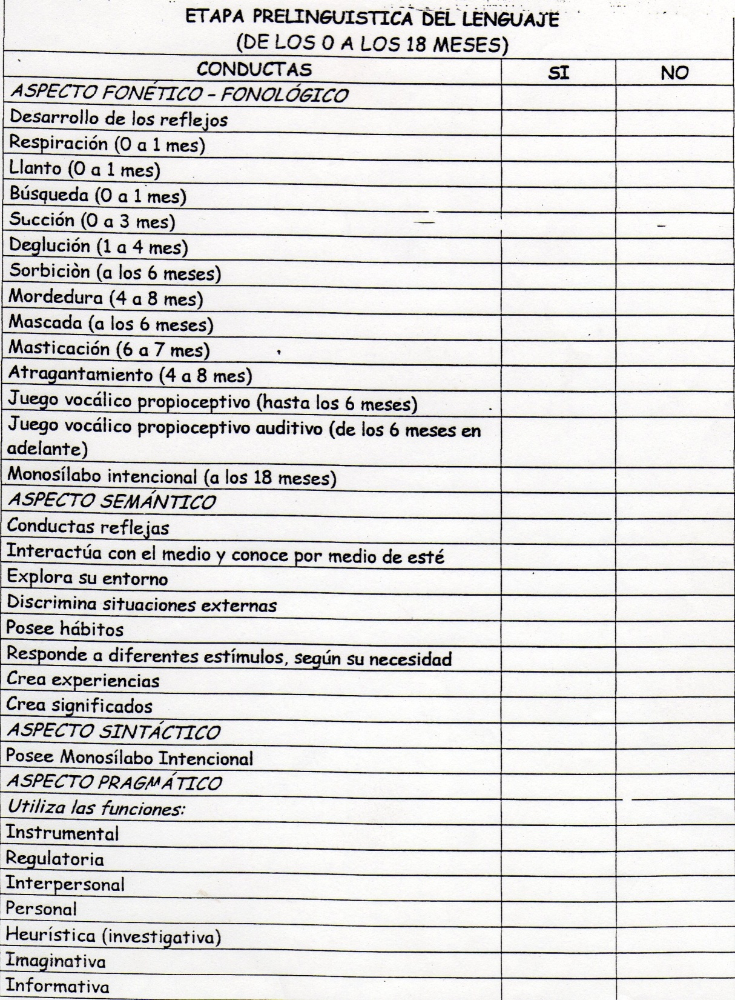 ETAPA PRELINGUISTICA DEL LENGUAJE
(DE LOS 0 A LOS 18 MESES)
CONDUCTAS SI NO
ASPECTO FONÉTICO - FONOLÓGICO
Desarrollo de los reflejos
Respiración (0 a 1 mes)
Llanto (0 a 1 mes)
Búsqueda (0 a 1 mes)
Succión (0 a 3 mes)
Deglución (1 a 4 mes)
Sorbiciòn (a los 6 meses)
Mordedura (4 a 8 mes)
Mascada (a los 6 meses)
Masticación (6 a 7 mes)
Atragantamiento (4 a 8 mes)
Juego vocálico propioceptivo (hasta los 6 meses)
Juego vocálico propioceptivo auditivo (de los 6 meses en
adelante)
Monosílabo intencional (a los 18 meses)
ASPECTO SEMÁNTICO
Conductas reflejas
Interactúa con el medio y conoce por medio de esté
Explora su entorno
Discrimina situaciones externas
Posee hábitos
Responde a diferentes estímulos, según su necesidad
Crea experiencias
Crea significados
ASPECTO SINTÁCTICO
Posee Monosílabo Intencional
ASPECTO PRAGMÁTICO
Utiliza las funciones:
Instrumental
Regulatoria
Interpersonal
Personal
Heurística (investigativa)
Imaginativa
Informativa